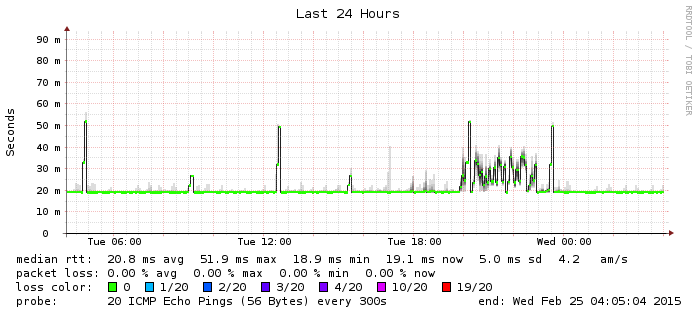 Last 24 Hours
RRDTOOL / TOBI OETIKER
Seconds
90 m
80 m
70 m
60 m
50 m
40 m
30 m
20 m
10 m
0
Tue 06:00 Tue 12:00 Tue 18:00 Wed 00:00
median rtt: 20.8 ms avg 51.9 ms max 18.9 ms min 19.1 ms now 5.0 ms sd 4.2 am/s
packet loss: 0.00 % avg 0.00 % max 0.00 % min 0.00 % now
loss color: 0 1/20 2/20 3/20 4/20 10/20 19/20
probe: 20 ICMP Echo Pings (56 Bytes) every 300s end: Wed Feb 25 04:05:04 2015